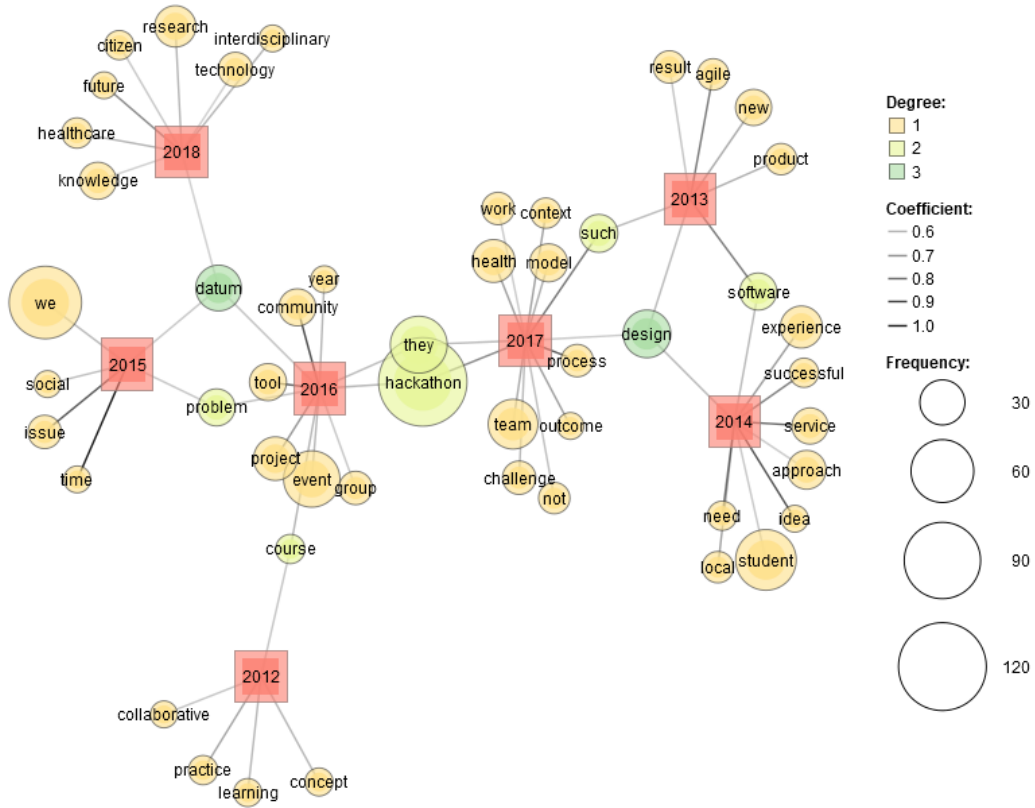 research
citizen
interdisciplinary
technology
future
healthcare
2018
knowledge
result
agile
new
product
2013
work
context
such
health
model
datum
year
community
we
software
they
2017
design
experience
process
2015
social
tool
2016
hackathon
successful
problem
issue
team
outcome
2014
service
project
event
group
time
challenge
not
approach
need
idea
local
student
course
2012
collaborative
practice
learning
concept
Degree:
1
2
3
Coefficient:
0.6
0.7
0.8
0.9
1.0
Frequency:
30
60
90
120